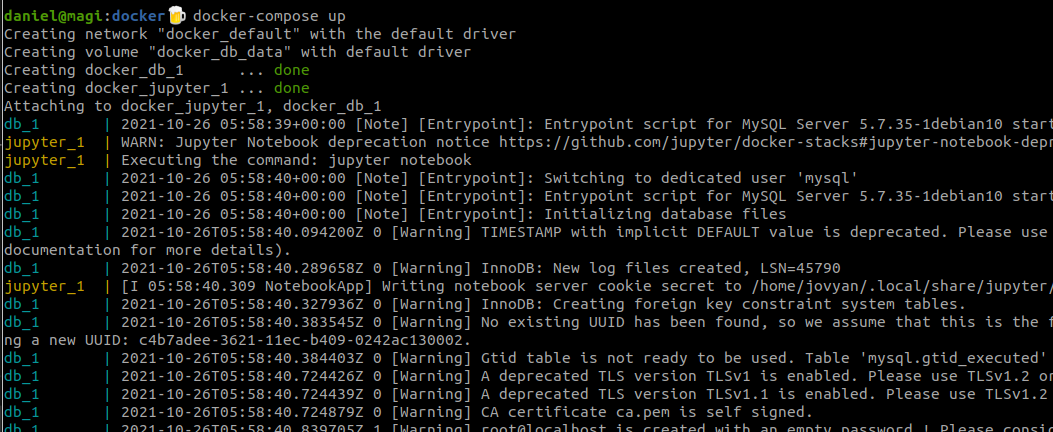 daniel@magi:docker🍺 docker-compose up
Creating network "docker_default" with the default driver
Creating volume "docker_db_data" with default driver
Creating docker_db_1      ... done
Creating docker_jupyter_1 ... done
Attaching to docker_jupyter_1, docker_db_1
db_1       | 2021-10-26 05:58:39+00:00 [Note] [Entrypoint]: Entrypoint script for MySQL Server 5.7.35-1debian10 start
jupyter_1  | WARN: Jupyter Notebook deprecation notice https://github.com/jupyter/docker-stacks#jupyter-notebook-depr
jupyter_1  | Executing the command: jupyter notebook
db_1       | 2021-10-26 05:58:40+00:00 [Note] [Entrypoint]: Switching to dedicated user 'mysql'
db_1       | 2021-10-26 05:58:40+00:00 [Note] [Entrypoint]: Entrypoint script for MySQL Server 5.7.35-1debian10 start
db_1       | 2021-10-26 05:58:40+00:00 [Note] [Entrypoint]: Initializing database files
db_1       | 2021-10-26T05:58:40.094200Z 0 [Warning] TIMESTAMP with implicit DEFAULT value is deprecated. Please use
documentation for more details).
db_1       | 2021-10-26T05:58:40.289658Z 0 [Warning] InnoDB: New log files created, LSN=45790
jupyter_1  | [I 05:58:40.309 NotebookApp] Writing notebook server cookie secret to /home/jovyan/.local/share/jupyter/
db_1       | 2021-10-26T05:58:40.327936Z 0 [Warning] InnoDB: Creating foreign key constraint system tables.
db_1       | 2021-10-26T05:58:40.383545Z 0 [Warning] No existing UUID has been found, so we assume that this is the f
ng a new UUID: c4b7adee-3621-11ec-b409-0242ac130002.
db_1       | 2021-10-26T05:58:40.384403Z 0 [Warning] Gtid table is not ready to be used. Table 'mysql.gtid_executed'
db_1       | 2021-10-26T05:58:40.724426Z 0 [Warning] A deprecated TLS version TLSv1 is enabled. Please use TLSv1.2 or
db_1       | 2021-10-26T05:58:40.724439Z 0 [Warning] A deprecated TLS version TLSv1.1 is enabled. Please use TLSv1.2
db_1       | 2021-10-26T05:58:40.724879Z 0 [Warning] CA certificate ca.pem is self signed.
db_1       | 2021-10-26T05:58:40.839705Z 1 [Warning] root@localhost is created with an empty password ! Please consid